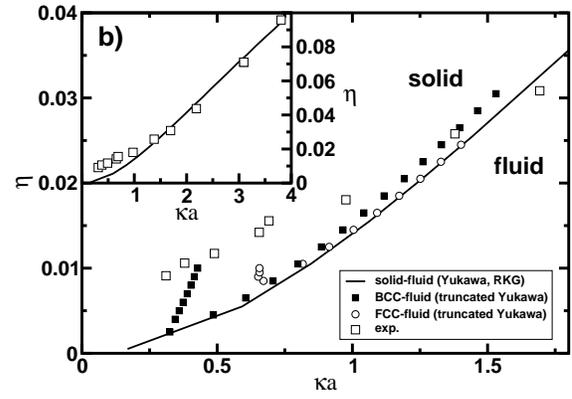 b)
0.04
0.03
0.02
0.01
0
η
0 0.5 1 1.5
κa
0.08
0.06
0.04
0.02
0
η
1 2 3 4
κa
solid
fluid
solid-fluid (Yukawa, RKG)
BCC-fluid (truncated Yukawa)
FCC-fluid (truncated Yukawa)
exp.